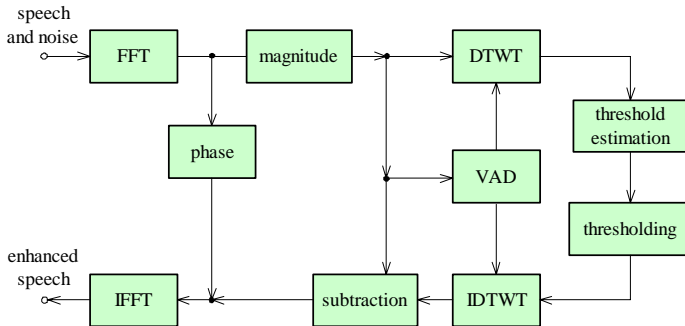 speech
and noise
FFT
magnitude
DTWT
threshold
estimation
phase
VAD
thresholding
enhanced
speech
IFFT
subtraction
IDTWT